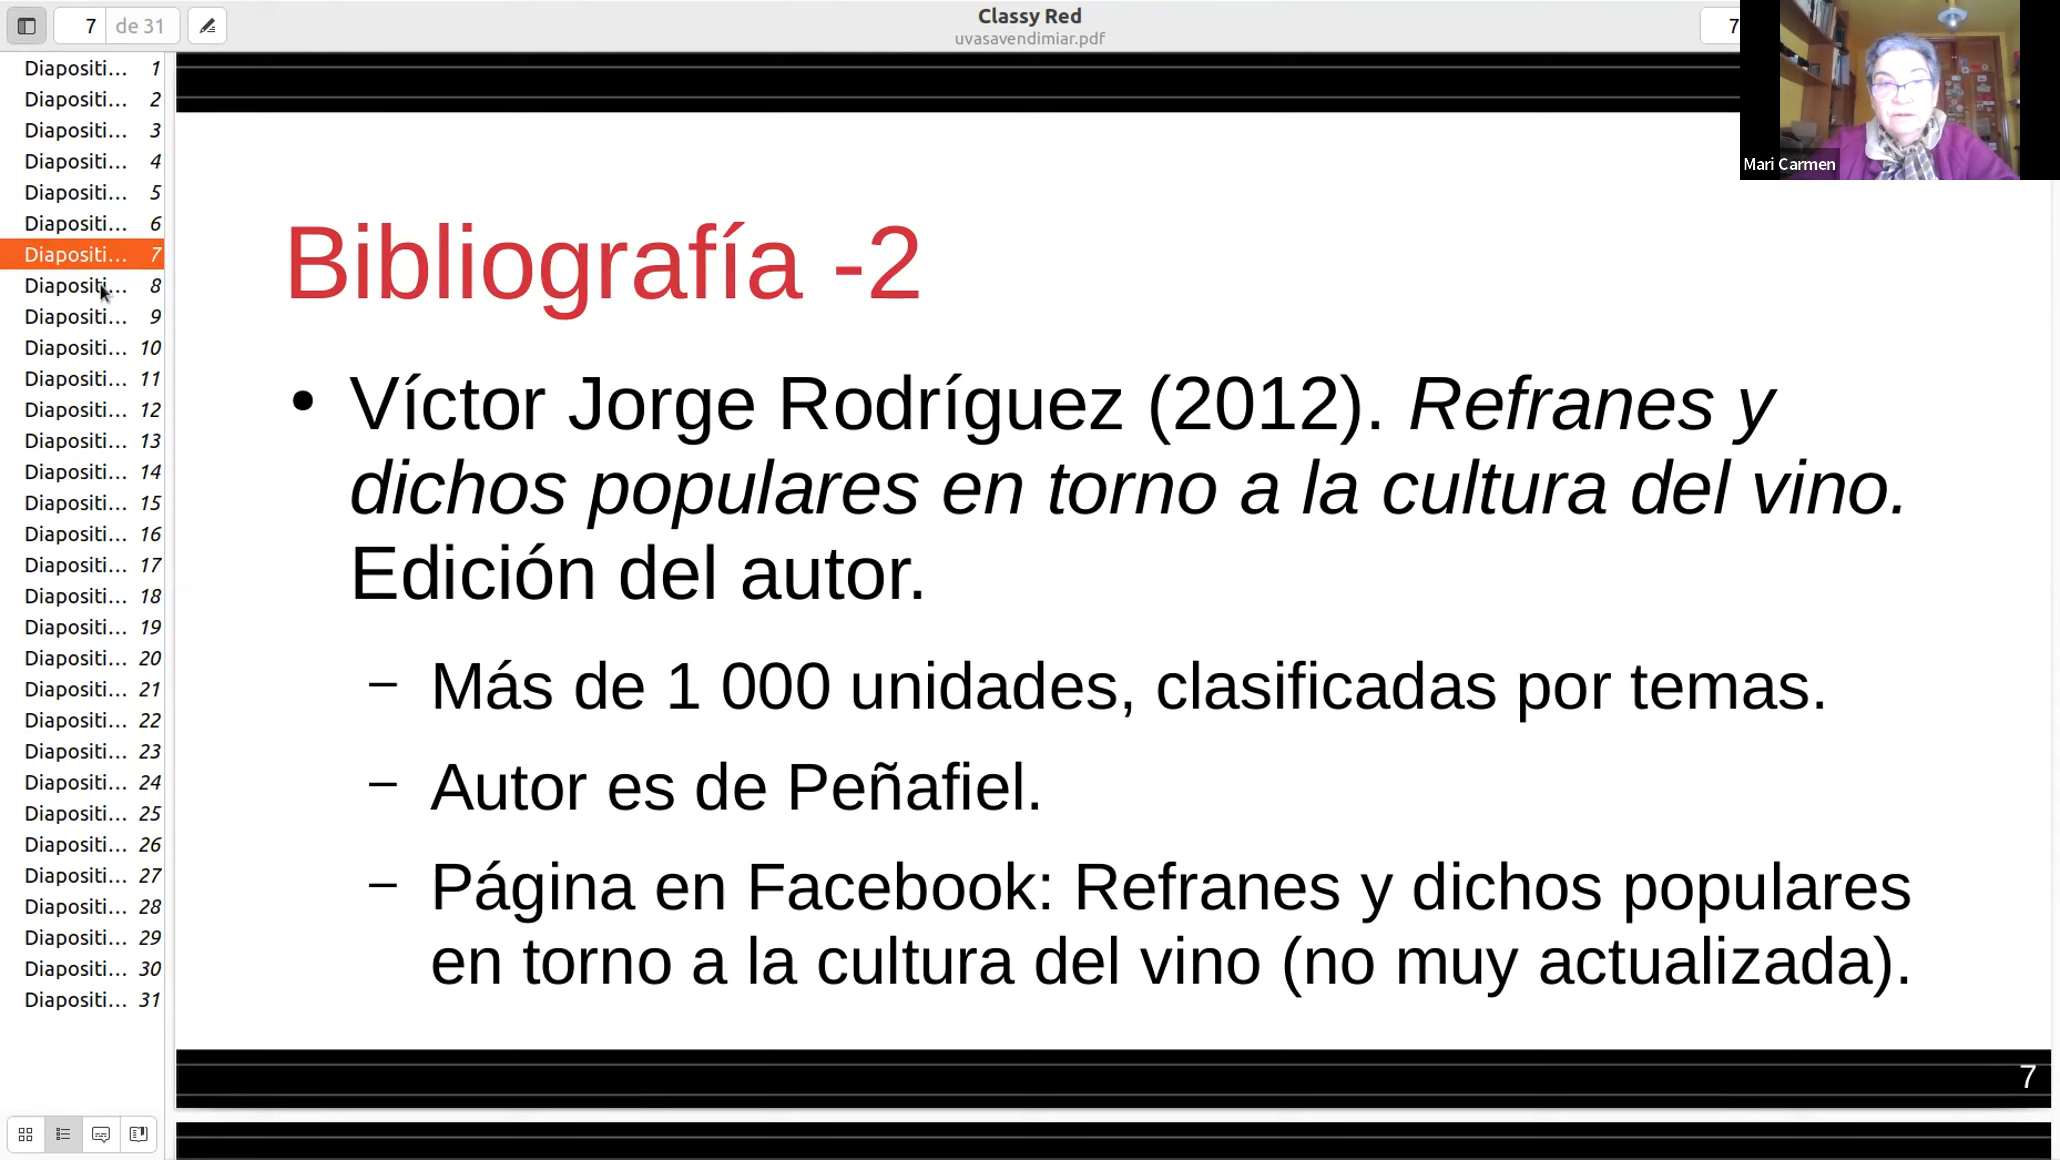 7 de 31
Classy Red
uvasavendimiar.pdf
7
Mari Carmen
Diapositi... 1
Diapositi... 2
Diapositi... 3
Diapositi... 4
Diapositi... 5
Diapositi... 6
Diapositi... 7
Diapositi... 8
Diapositi... 9
Diapositi... 10
Diapositi... 11
Diapositi... 12
Diapositi... 13
Diapositi... 14
Diapositi... 15
Diapositi... 16
Diapositi... 17
Diapositi... 18
Diapositi... 19
Diapositi... 20
Diapositi... 21
Diapositi... 22
Diapositi... 23
Diapositi... 24
Diapositi... 25
Diapositi... 26
Diapositi... 27
Diapositi... 28
Diapositi... 29
Diapositi... 30
Diapositi... 31
Bibliografía -2
• Víctor Jorge Rodríguez (2012). Refranes y
dichos populares en torno a la cultura del vino.
Edición del autor.
– Más de 1 000 unidades, clasificadas por temas.
– Autor es de Peñafiel.
– Página en Facebook: Refranes y dichos populares
en torno a la cultura del vino (no muy actualizada).
7